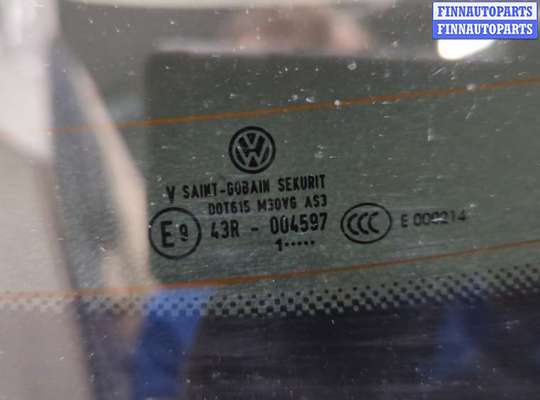 FINNAUTOPARTS
FINNAUTOPARTS
V SAINT-GOBAIN SEKURIT
DOT615 M30VG AS3
E9 43R - 004597 CCC E 000214
1·····